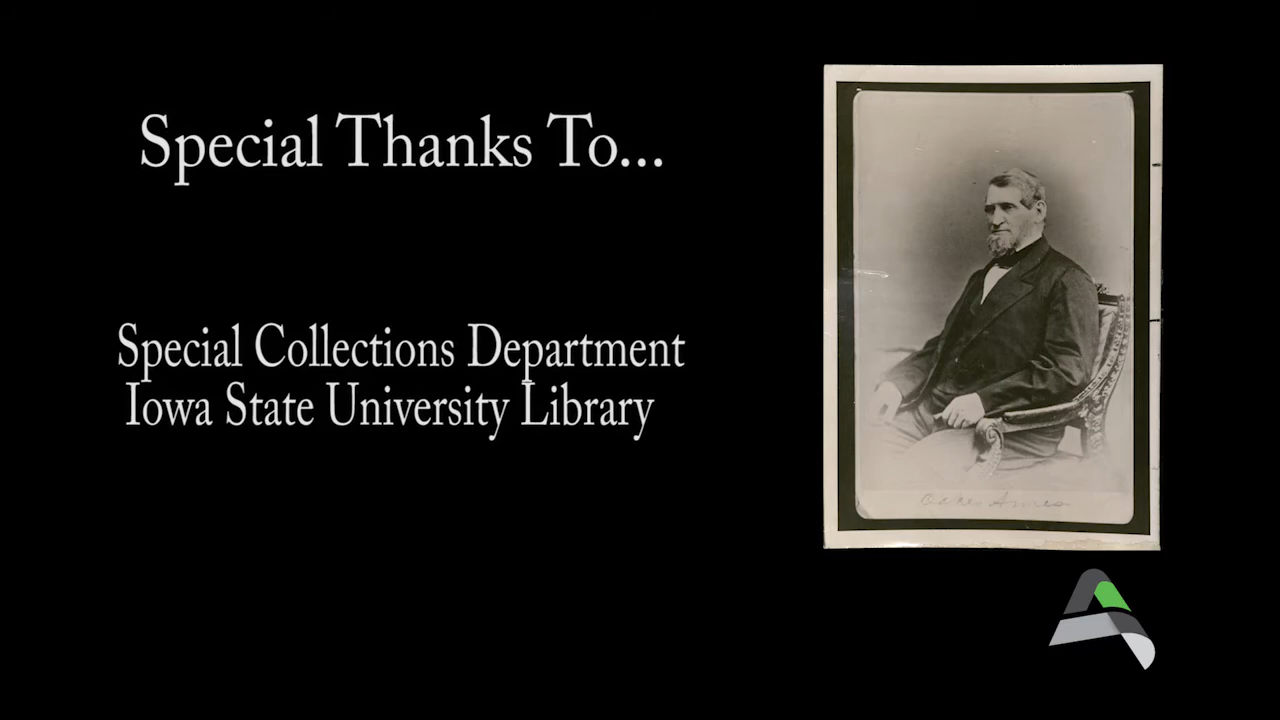 Special Thanks To...
Special Collections Department
Iowa State University Library
Oakes Ames